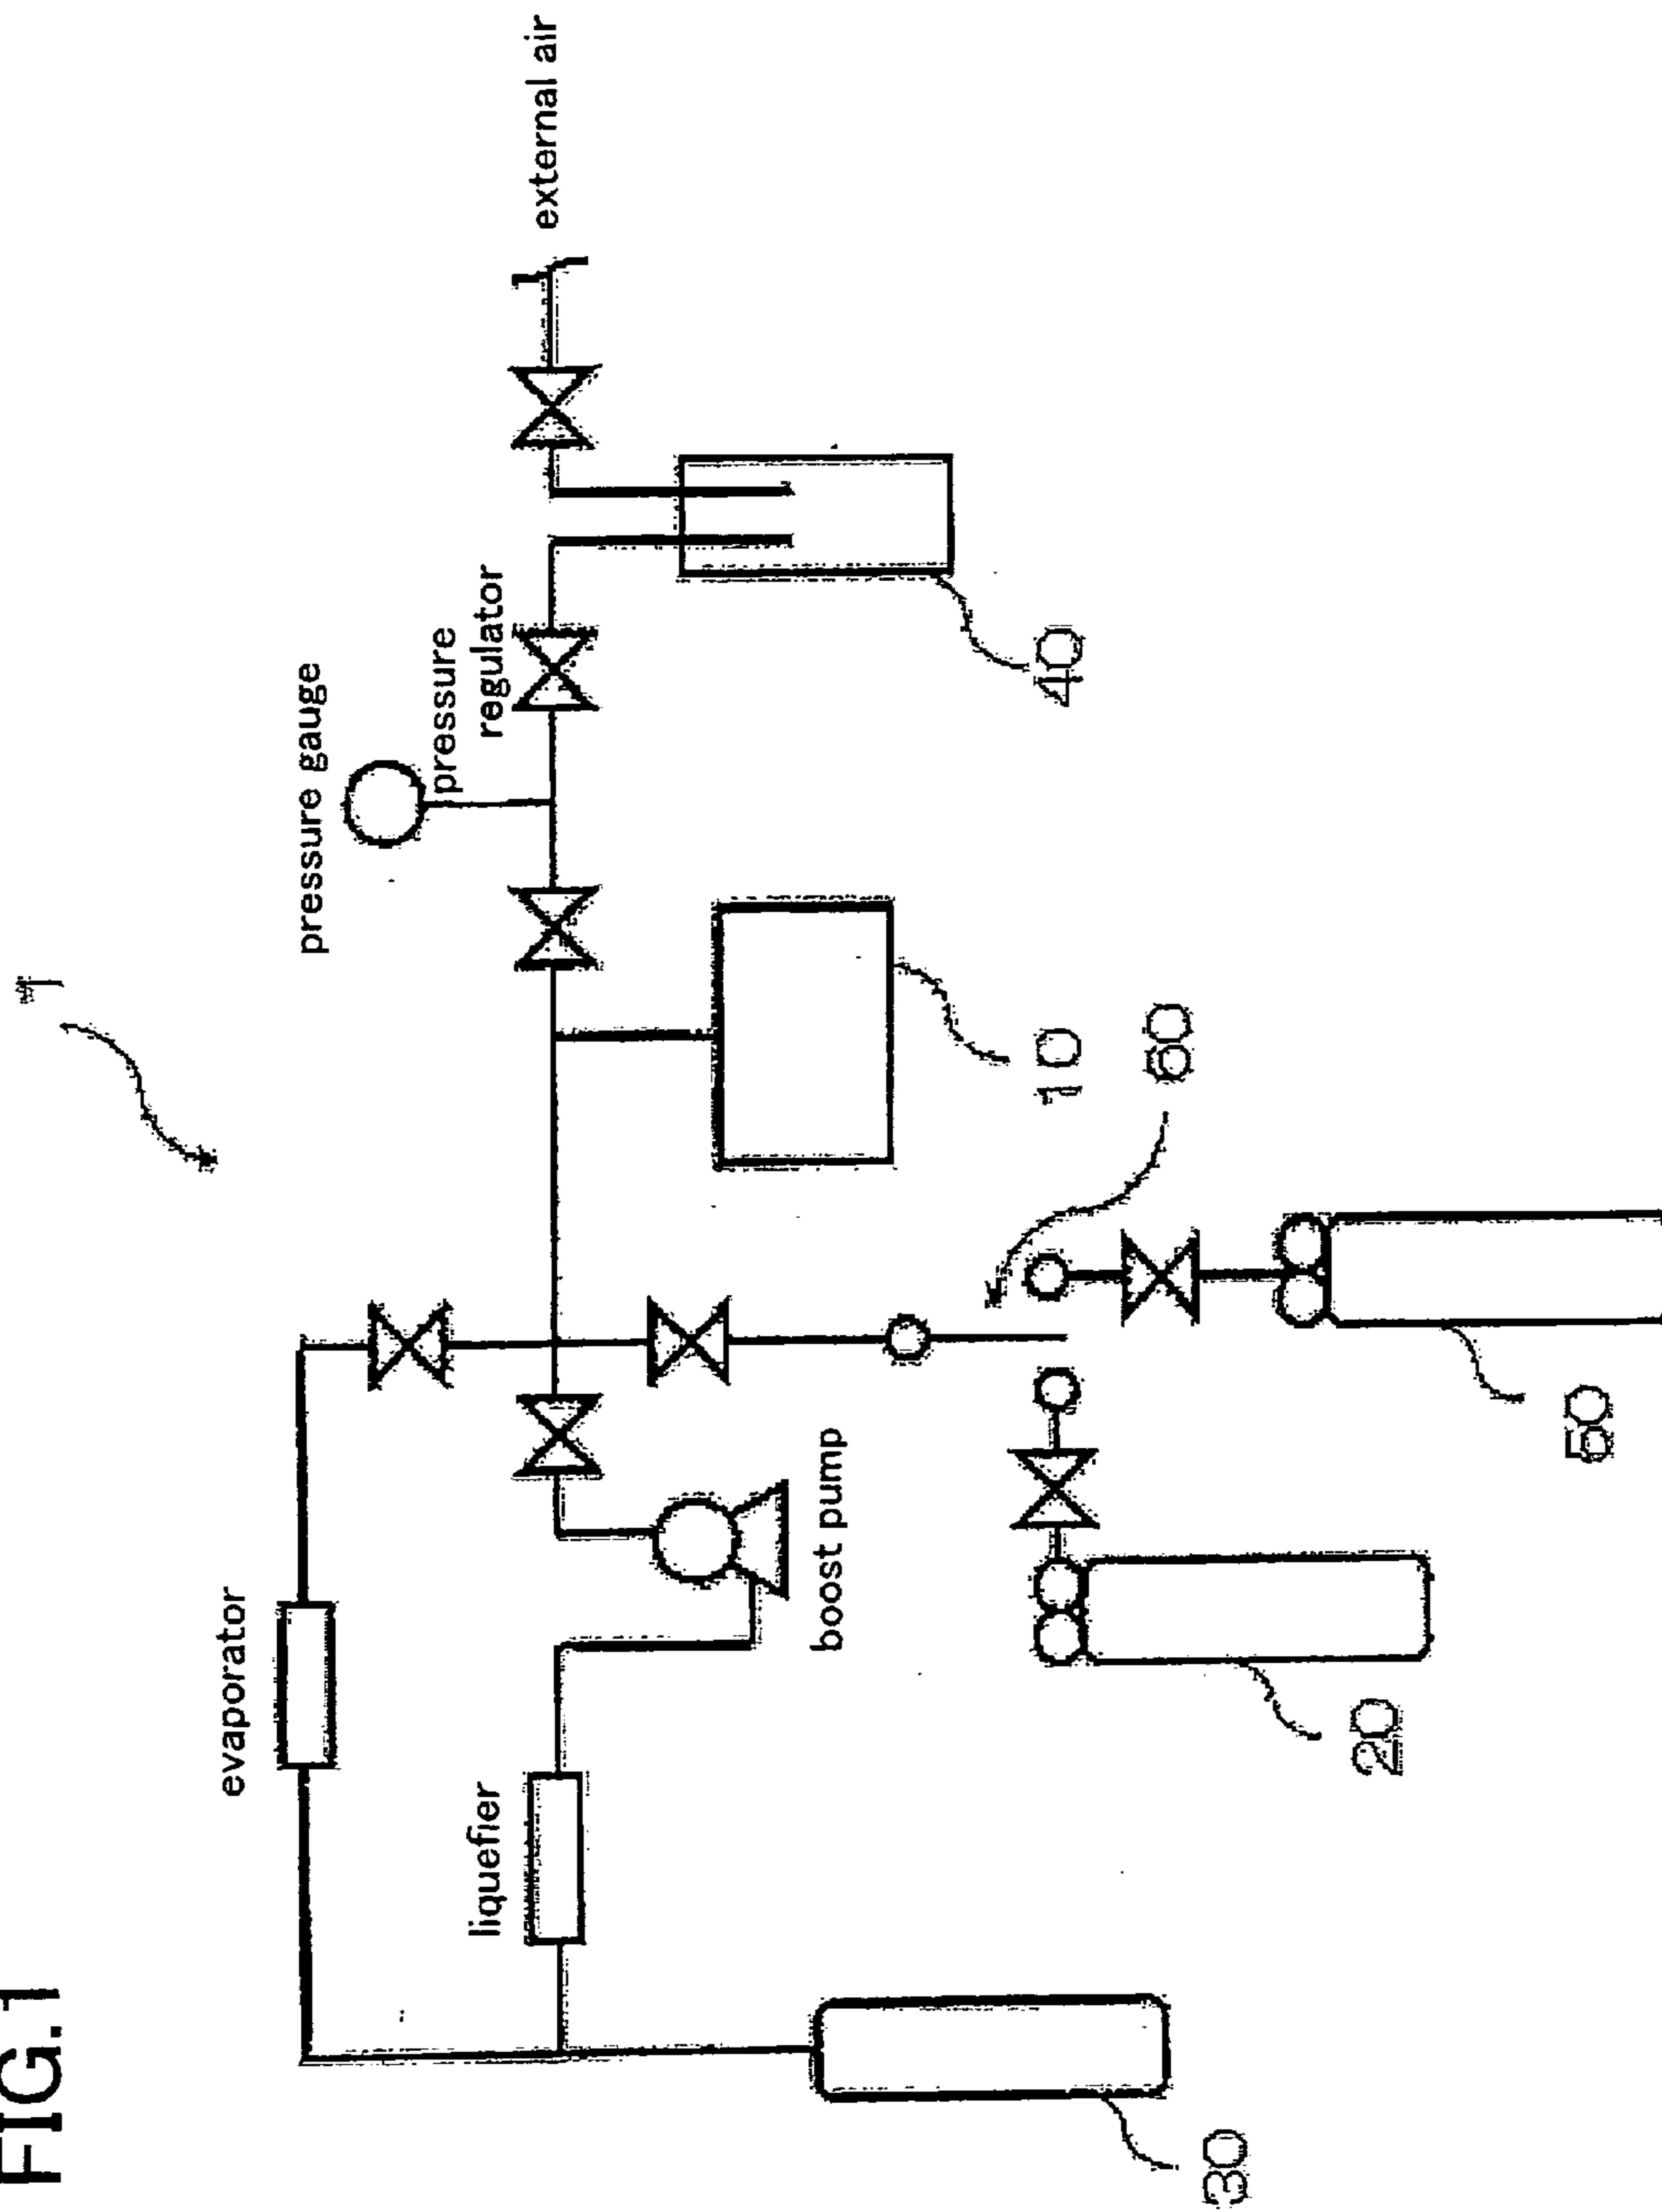 FIG.1
1
evaporator
pressure gauge
liquefier
pressure
regulator
external air
boost pump
10
40
60
20
50
30